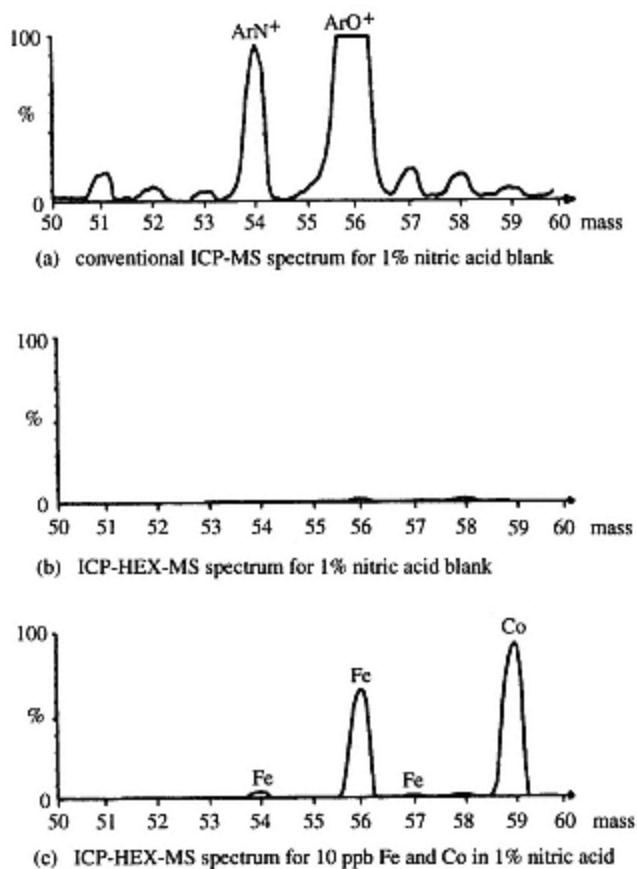 ArN+ ArO+
100
%
0
50 51 52 53 54 55 56 57 58 59 60 mass
(a) conventional ICP-MS spectrum for 1% nitric acid blank
100
%
0
50 51 52 53 54 55 56 57 58 59 60 mass
(b) ICP-HEX-MS spectrum for 1% nitric acid blank
100
Co
Fe
%
Fe Fe
0
50 51 52 53 54 55 56 57 58 59 60 mass
(c) ICP-HEX-MS spectrum for 10 ppb Fe and Co in 1% nitric acid